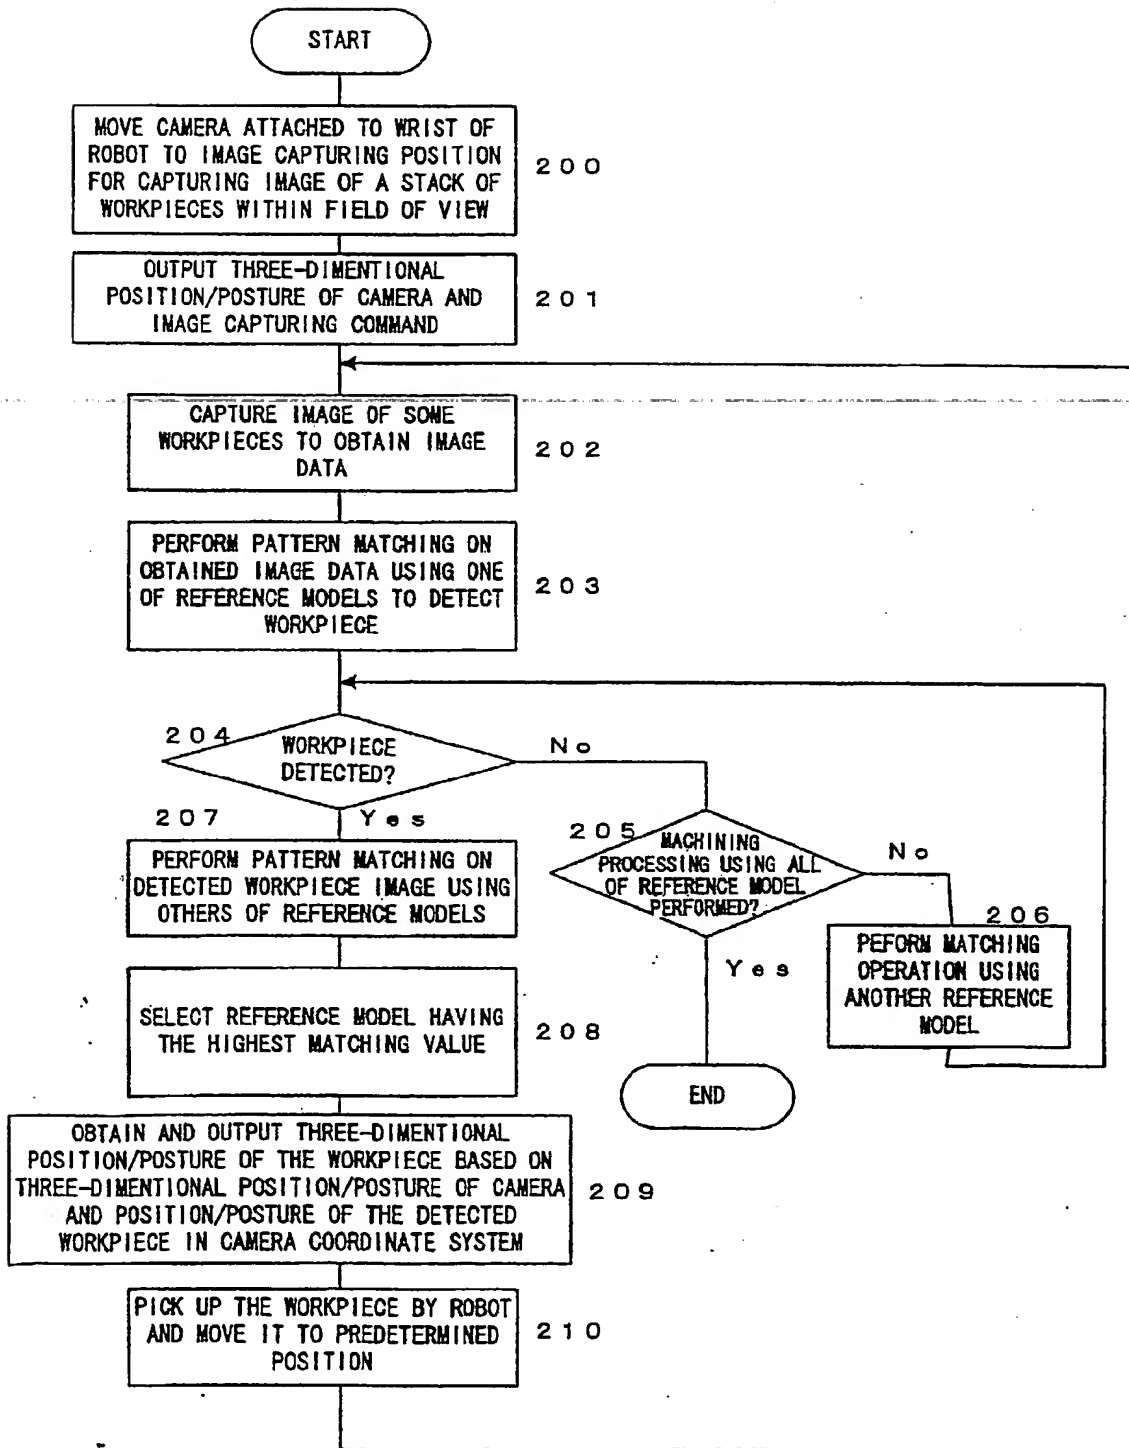 START
MOVE CAMERA ATTACHED TO WRIST OF
ROBOT TO IMAGE CAPTURING POSITION
FOR CAPTURING IMAGE OF A STACK OF
WORKPIECES WITHIN FIELD OF VIEW
200
OUTPUT THREE-DIMENTIONAL
POSITION/POSTURE OF CAMERA AND
IMAGE CAPTURING COMMAND
201
CAPTURE IMAGE OF SOME
WORKPIECES TO OBTAIN IMAGE
DATA
202
PERFORM PATTERN MATCHING ON
OBTAINED IMAGE DATA USING ONE
OF REFERENCE MODELS TO DETECT
WORKPIECE
203
204
WORKPIECE
DETECTED?
No
Yes
205
MACHINING
PROCESSING USING ALL
OF REFERENCE MODEL
PERFORMED?
No
Yes
206
PEFORM MATCHING
OPERATION USING
ANOTHER REFERENCE
MODEL
END
207
PERFORM PATTERN MATCHING ON
DETECTED WORKPIECE IMAGE USING
OTHERS OF REFERENCE MODELS
SELECT REFERENCE MODEL HAVING
THE HIGHEST MATCHING VALUE
208
OBTAIN AND OUTPUT THREE-DIMENTIONAL
POSITION/POSTURE OF THE WORKPIECE BASED ON
THREE-DIMENTIONAL POSITION/POSTURE OF CAMERA
AND POSITION/POSTURE OF THE DETECTED
WORKPIECE IN CAMERA COORDINATE SYSTEM
209
PICK UP THE WORKPIECE BY ROBOT
AND MOVE IT TO PREDETERMINED
POSITION
210